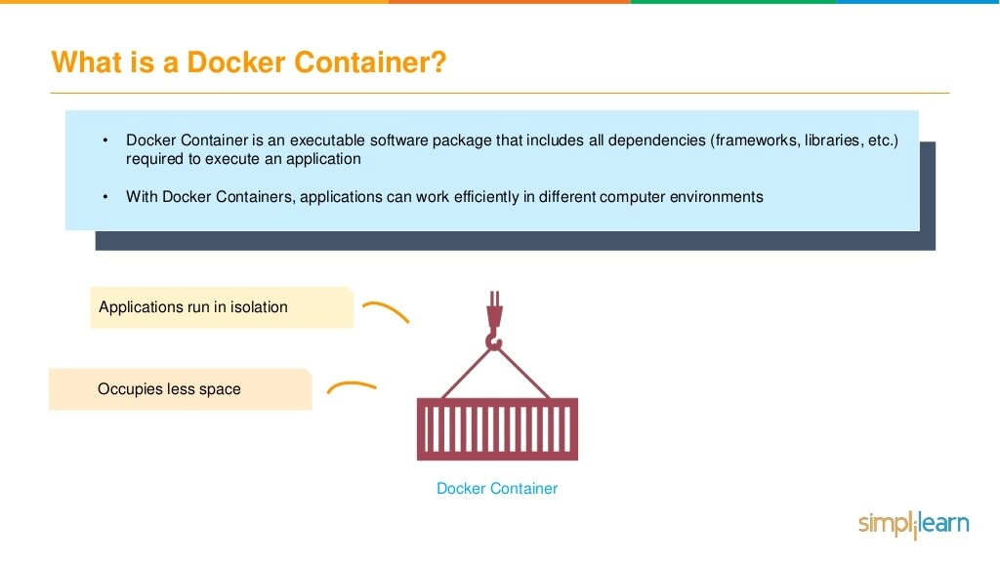 What is a Docker Container?
• Docker Container is an executable software package that includes all dependencies (frameworks, libraries, etc.)
required to execute an application
• With Docker Containers, applications can work efficiently in different computer environments
Applications run in isolation
Occupies less space
Docker Container
simplilearn